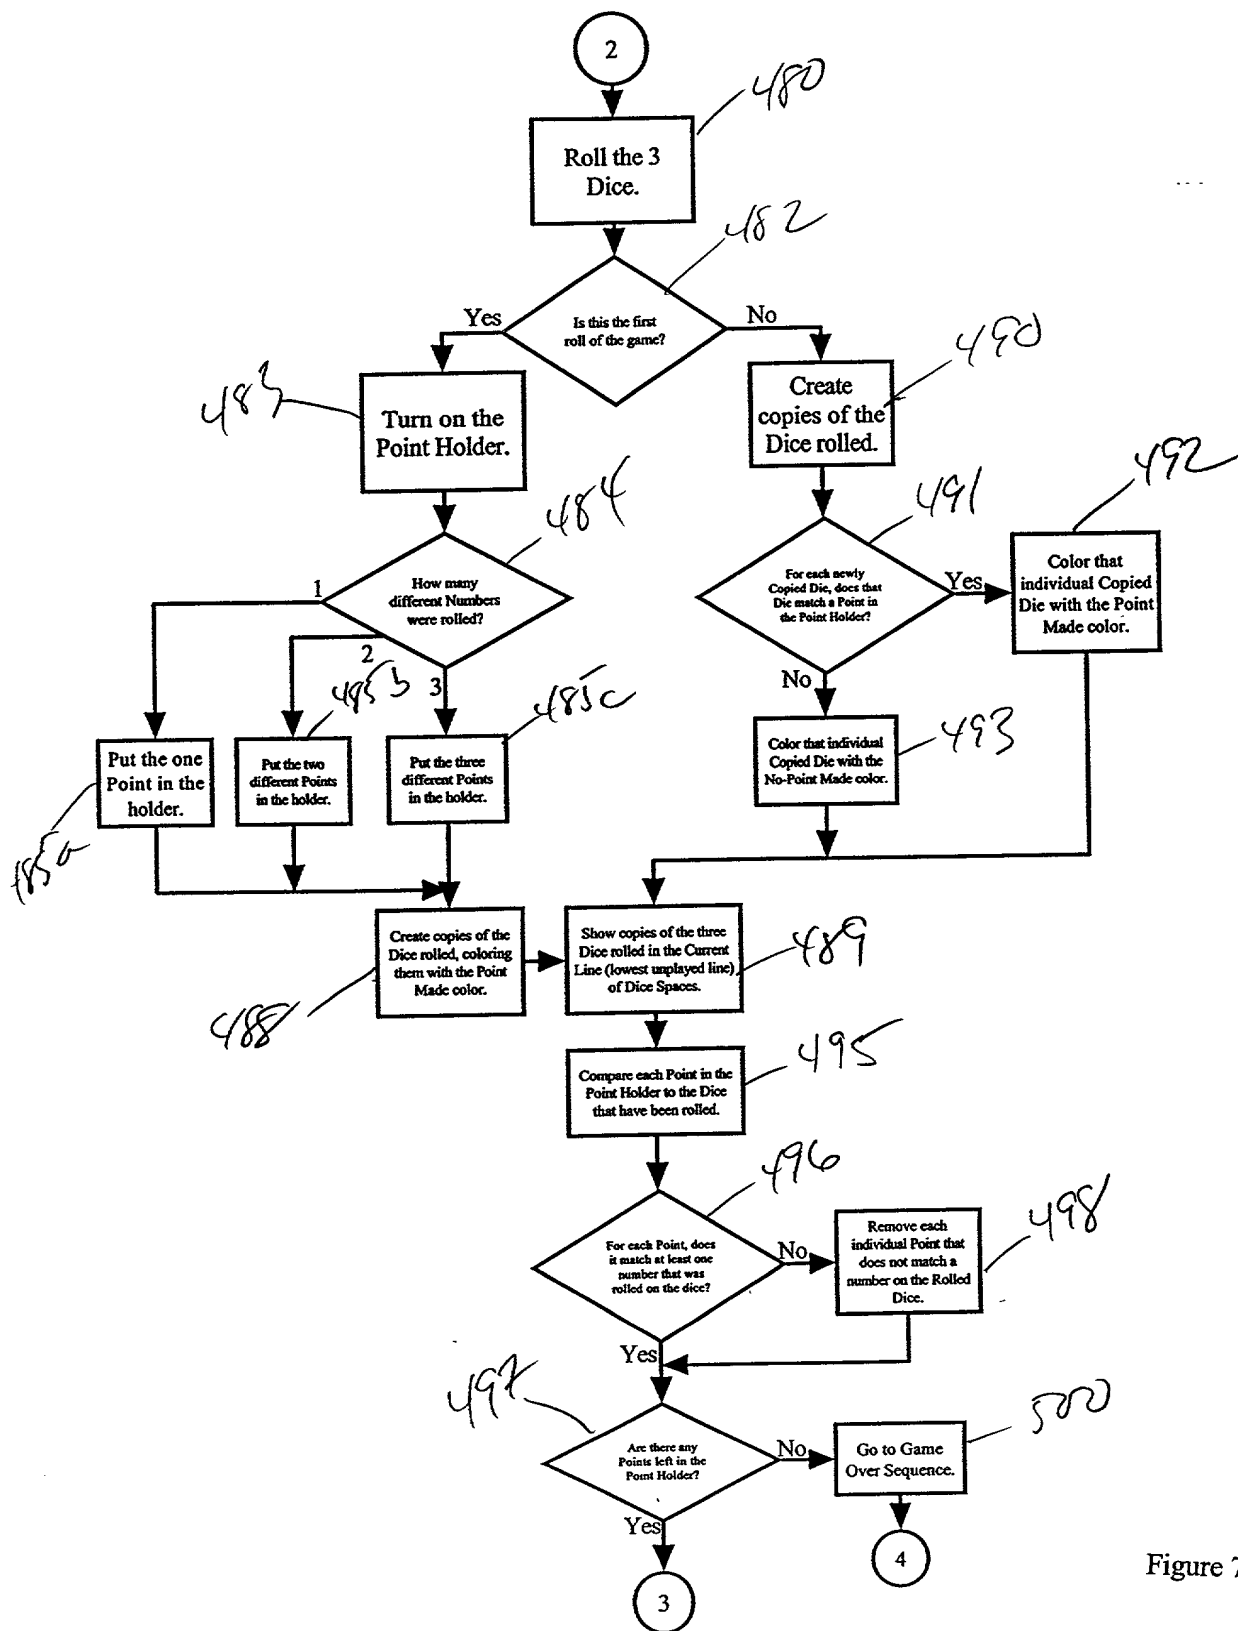 2
480
Roll the 3
Dice.
482
Yes
Is this the first
roll of the game?
No
490
483
Turn on the
Point Holder.
Create
copies of the
Dice rolled.
492
484
491
1
How many
different Numbers
were rolled?
2
3
For each newly
Copied Die, does that
Die match a Point in
the Point Holder?
Yes
Color that
individual Copied
Die with the Point
Made color.
No
485b
485c
493
Put the one
Point in the
holder.
Put the two
different Points
in the holder.
Put the three
different Points
in the holder.
Color that individual
Copied Die with the
No-Point Made color.
485a
Create copies of the
Dice rolled, coloring
them with the Point
Made color.
Show copies of the three
Dice rolled in the Current
Line (lowest unplayed line)
of Dice Spaces.
489
488
495
Compare each Point in the
Point Holder to the Dice
that have been rolled.
496
For each Point, does
it match at least one
number that was
rolled on the dice?
No
Remove each
individual Point that
does not match a
number on the Rolled
Dice.
498
Yes
497
Are there any
Points left in the
Point Holder?
No
Go to Game
Over Sequence.
500
Yes
4
3
Figure 7